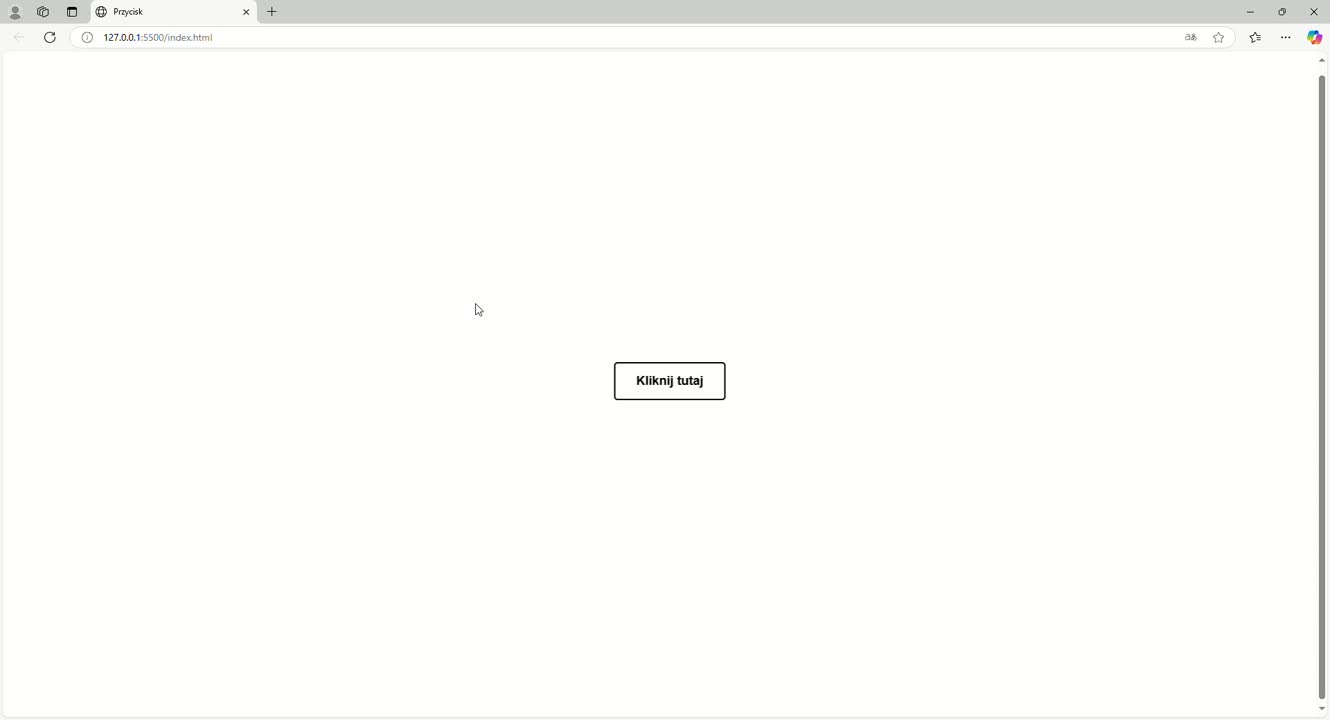 Przycisk
127.0.0.1:5500/index.html
Kliknij tutaj